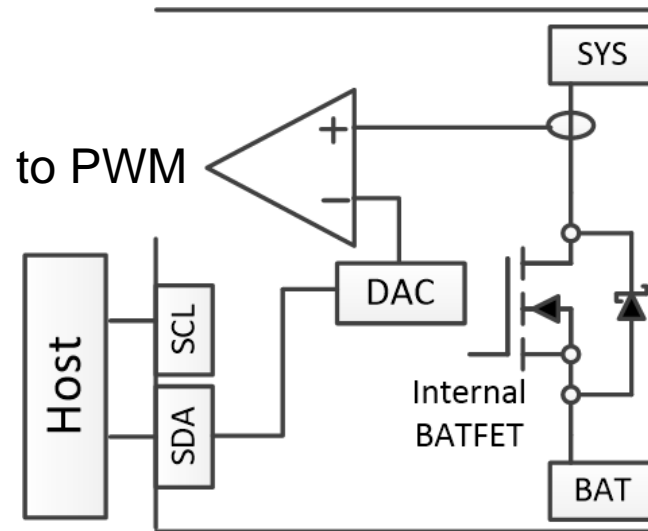 SYS
+
to PWM
−
DAC
SCL
Host
SDA
Internal
BATFET
BAT